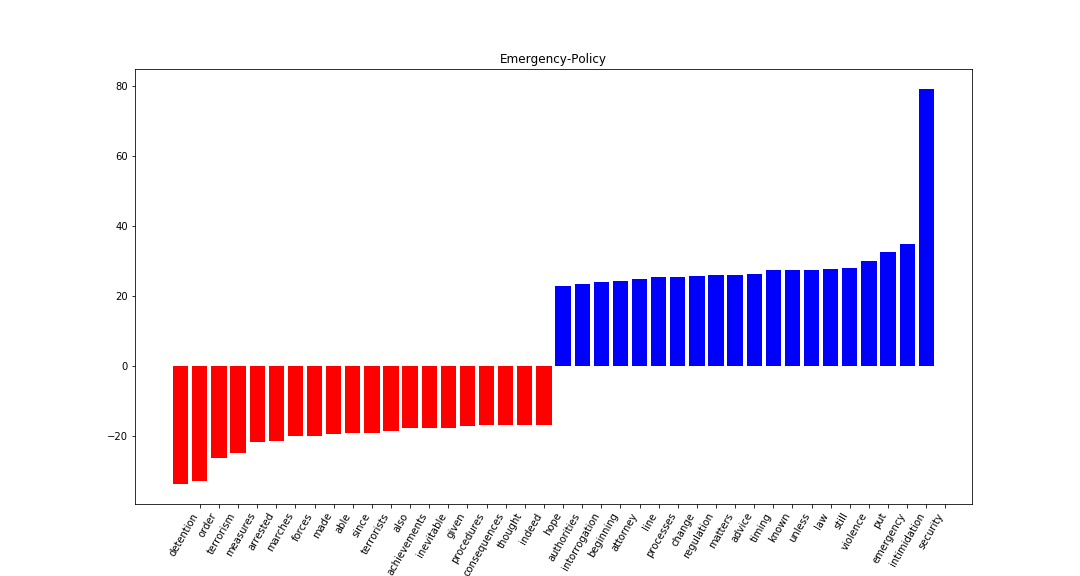 Emergency-Policy
80
60
40
20
0
−20
detention
order
terrorism
measures
arrested
marches
forces
made
able
since
terrorists
also
achievements
inevitable
given
procedures
consequences
thought
indeed
hope
authorities
intorrogation
beginning
attorney
line
processes
change
regulation
matters
advice
timing
known
unless
law
still
violence
put
emergency
intimidation
security